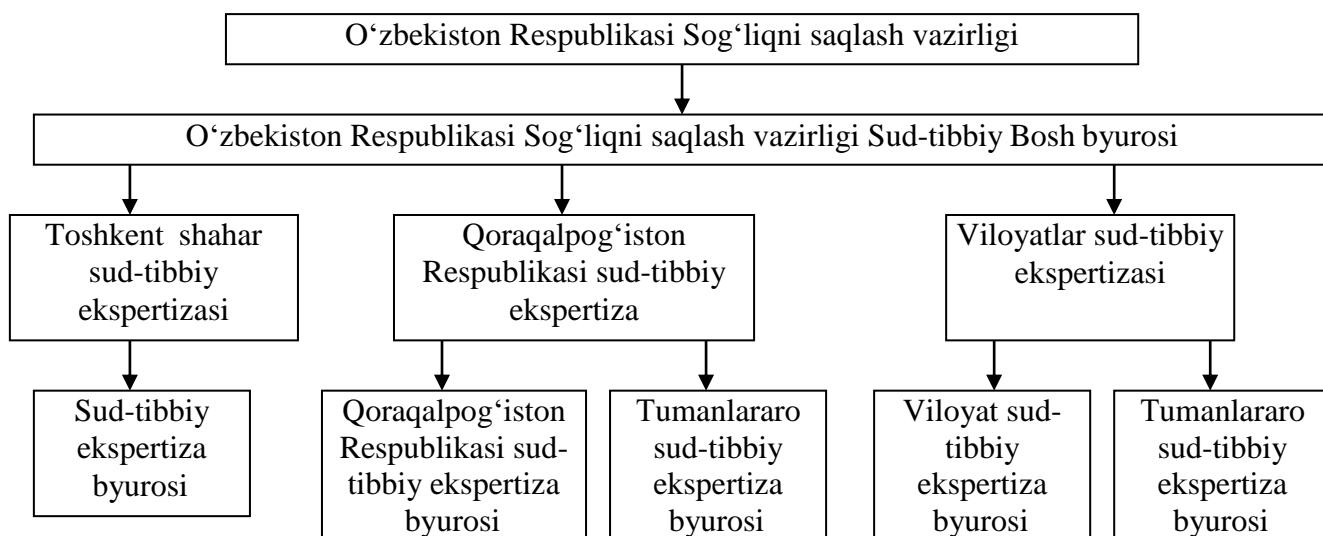 O‘zbekiston Respublikasi Sog‘liqni saqlash vazirligi
O‘zbekiston Respublikasi Sog‘liqni saqlash vazirligi Sud-tibbiy Bosh byurosi
Toshkent shahar
sud-tibbiy
ekspertizasi
Qoraqalpog‘iston
Respublikasi sud-tibbiy
ekspertiza
Viloyatlar sud-tibbiy
ekspertizasi
Sud-tibbiy
ekspertiza
byurosi
Qoraqalpog‘iston
Respublikasi sud-
tibbiy ekspertiza
byurosi
Tumanlararo
sud-tibbiy
ekspertiza
byurosi
Viloyat sud-
tibbiy
ekspertiza
byurosi
Tumanlararo
sud-tibbiy
ekspertiza
byurosi